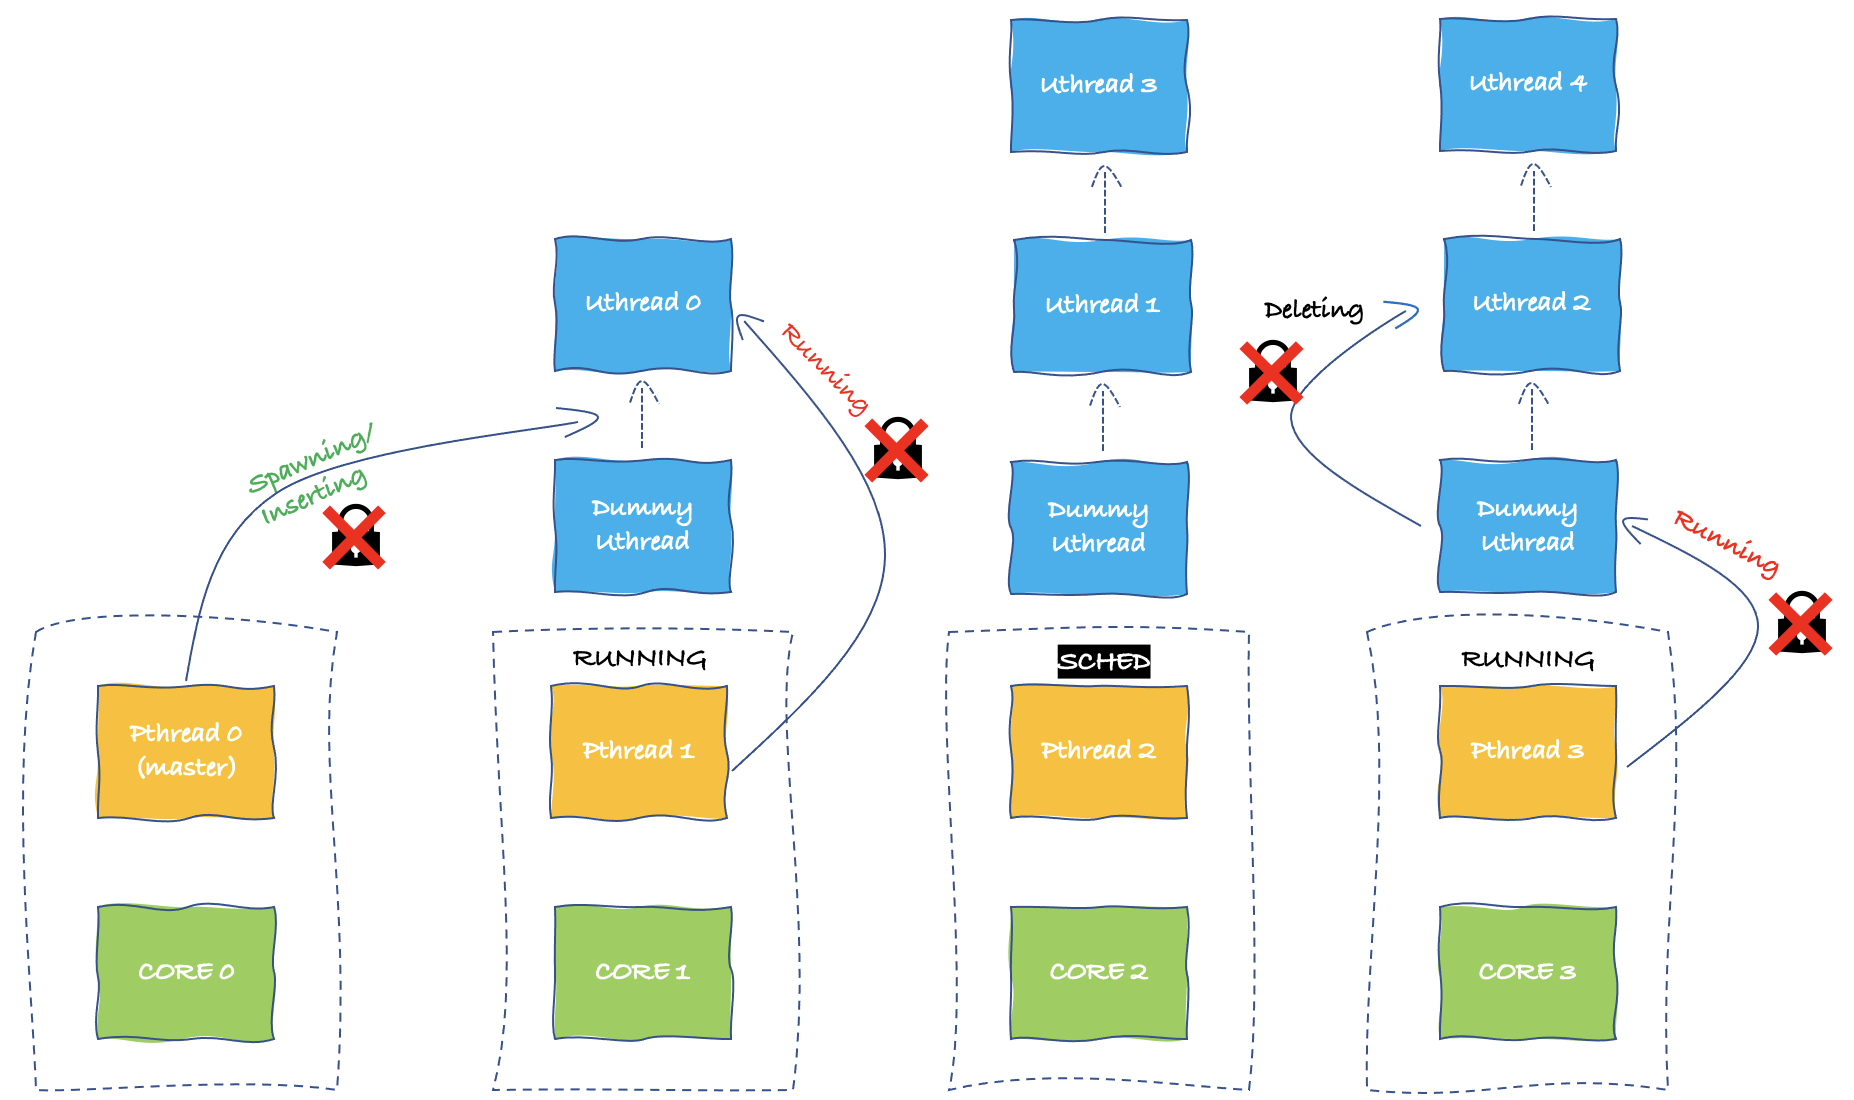 Uthread 3
Uthread 4
Uthread 0
Uthread 1
Deleting
Uthread 2
Running
Spawning/
Inserting
Dummy
Uthread
Dummy
Uthread
Dummy
Uthread
Running
RUNNING
SCHED
RUNNING
Pthread 0
(master)
Pthread 1
Pthread 2
Pthread 3
CORE 0
CORE 1
CORE 2
CORE 3